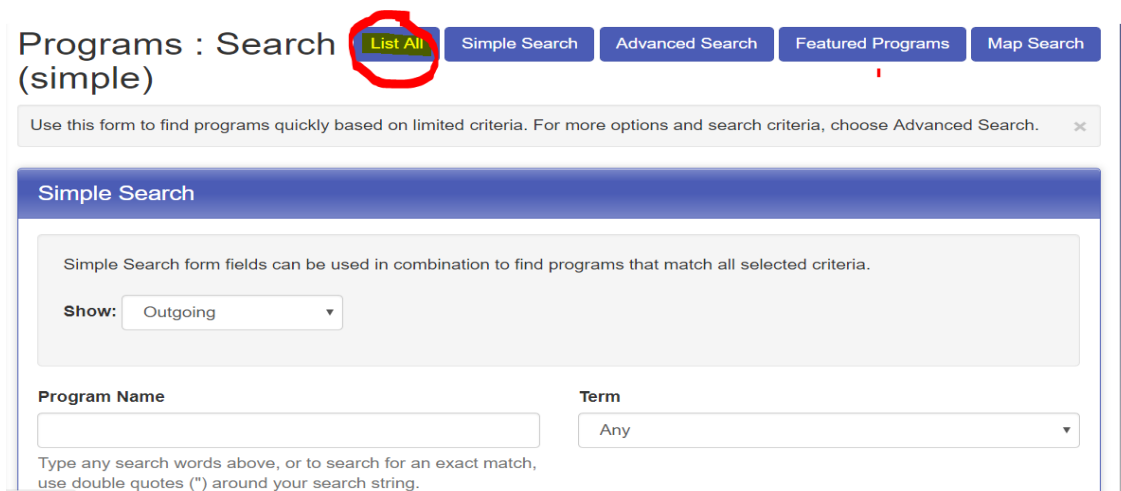 Programs : Search (simple)
List All
Simple Search
Advanced Search
Featured Programs
Map Search
Use this form to find programs quickly based on limited criteria. For more options and search criteria, choose Advanced Search. ×
Simple Search
Simple Search form fields can be used in combination to find programs that match all selected criteria.
Show: Outgoing
Program Name
Type any search words above, or to search for an exact match,
use double quotes (") around your search string.
Term
Any